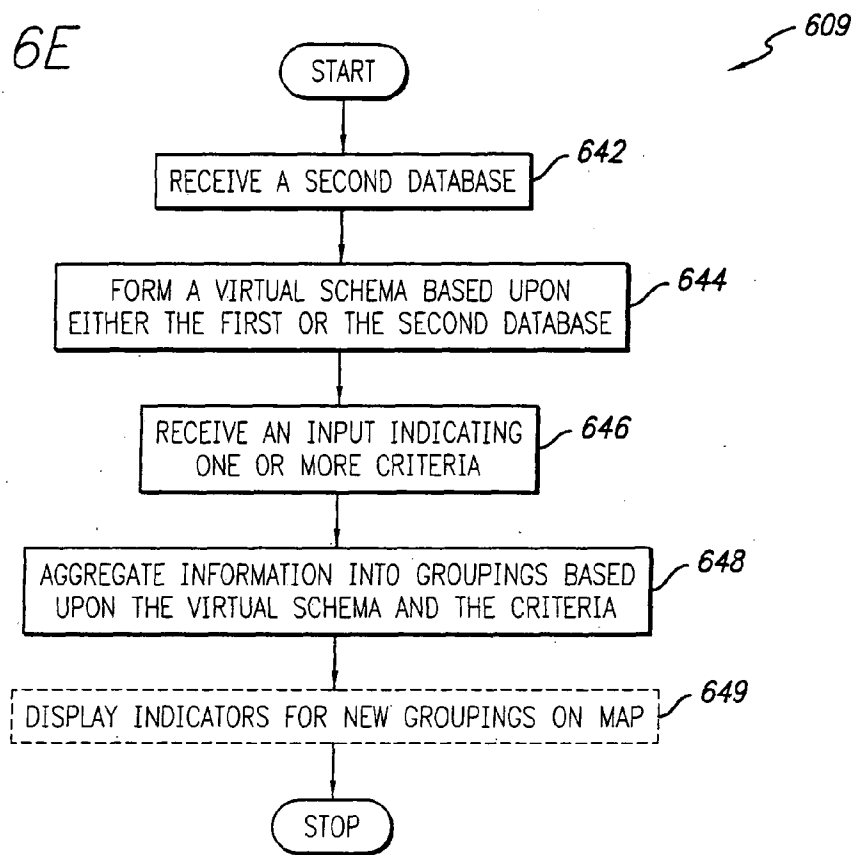 6E
609
START
RECEIVE A SECOND DATABASE
642
FORM A VIRTUAL SCHEMA BASED UPON
EITHER THE FIRST OR THE SECOND DATABASE
644
RECEIVE AN INPUT INDICATING
ONE OR MORE CRITERIA
646
AGGREGATE INFORMATION INTO GROUPINGS BASED
UPON THE VIRTUAL SCHEMA AND THE CRITERIA
648
DISPLAY INDICATORS FOR NEW GROUPINGS ON MAP
649
STOP